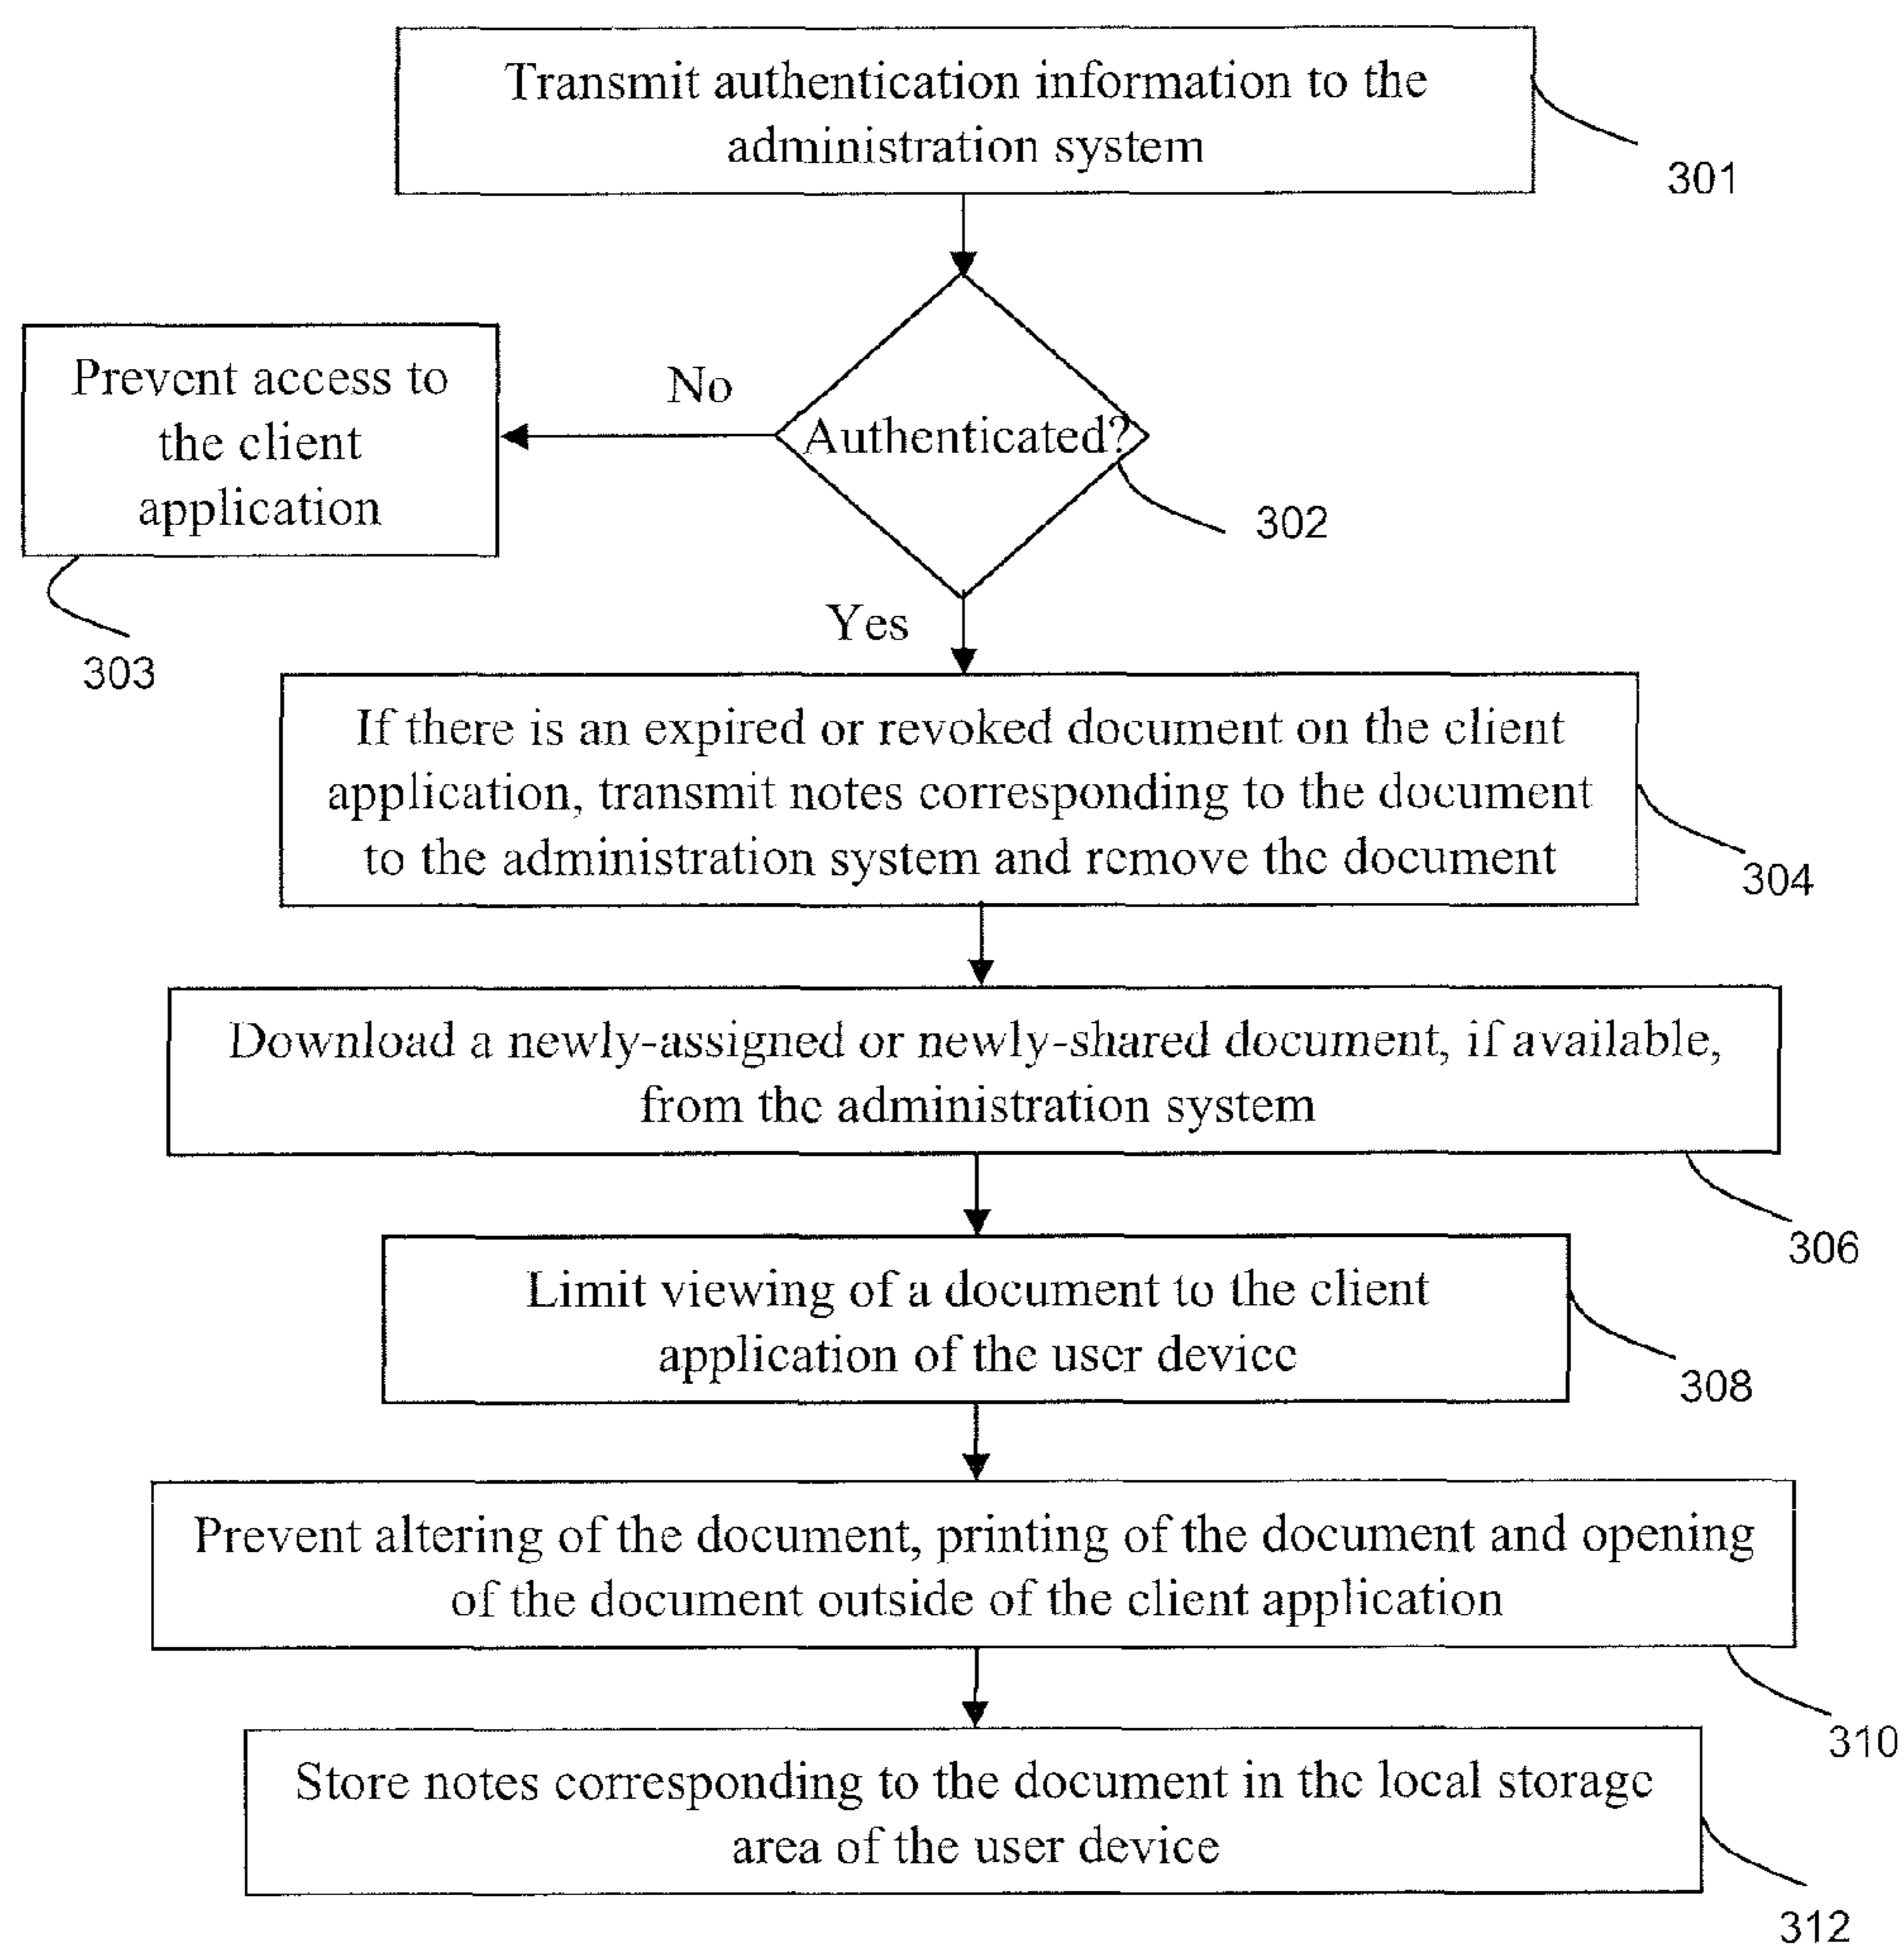 Transmit authentication information to the
administration system
301
Prevent access to
the client
application
No
Authenticated?
302
Yes
303
If there is an expired or revoked document on the client
application, transmit notes corresponding to the document
to the administration system and remove the document
304
Download a newly-assigned or newly-shared document, if available,
from the administration system
306
Limit viewing of a document to the client
application of the user device
308
Prevent altering of the document, printing of the document and opening
of the document outside of the client application
310
Store notes corresponding to the document in the local storage
area of the user device
312